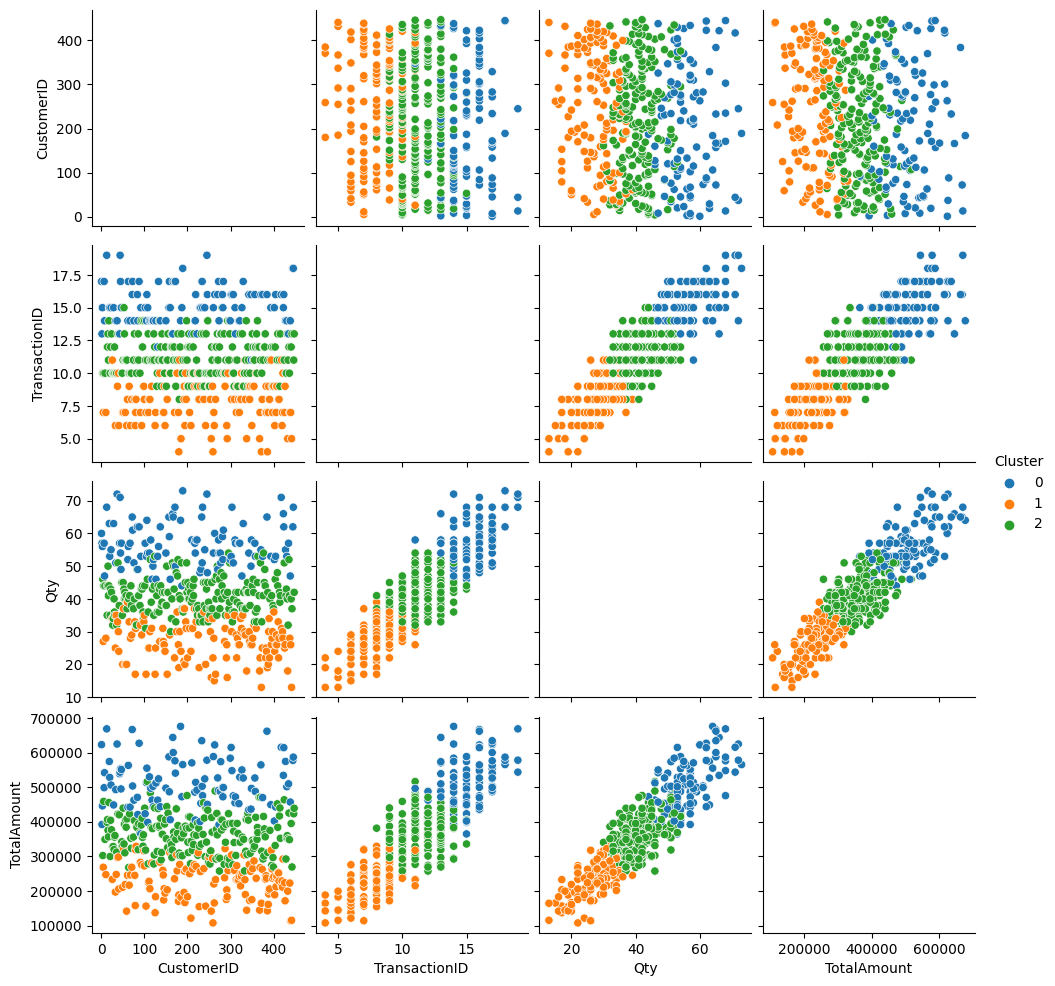 400
300
200
100
0
CustomerID
17.5
15.0
12.5
10.0
7.5
5.0
TransactionID
Cluster
0
1
2
70
60
50
40
30
20
10
Qty
700000
600000
500000
400000
300000
200000
100000
TotalAmount
0 100 200 300 400
5 10 15
20 40 60
200000 400000 600000
CustomerID TransactionID Qty TotalAmount